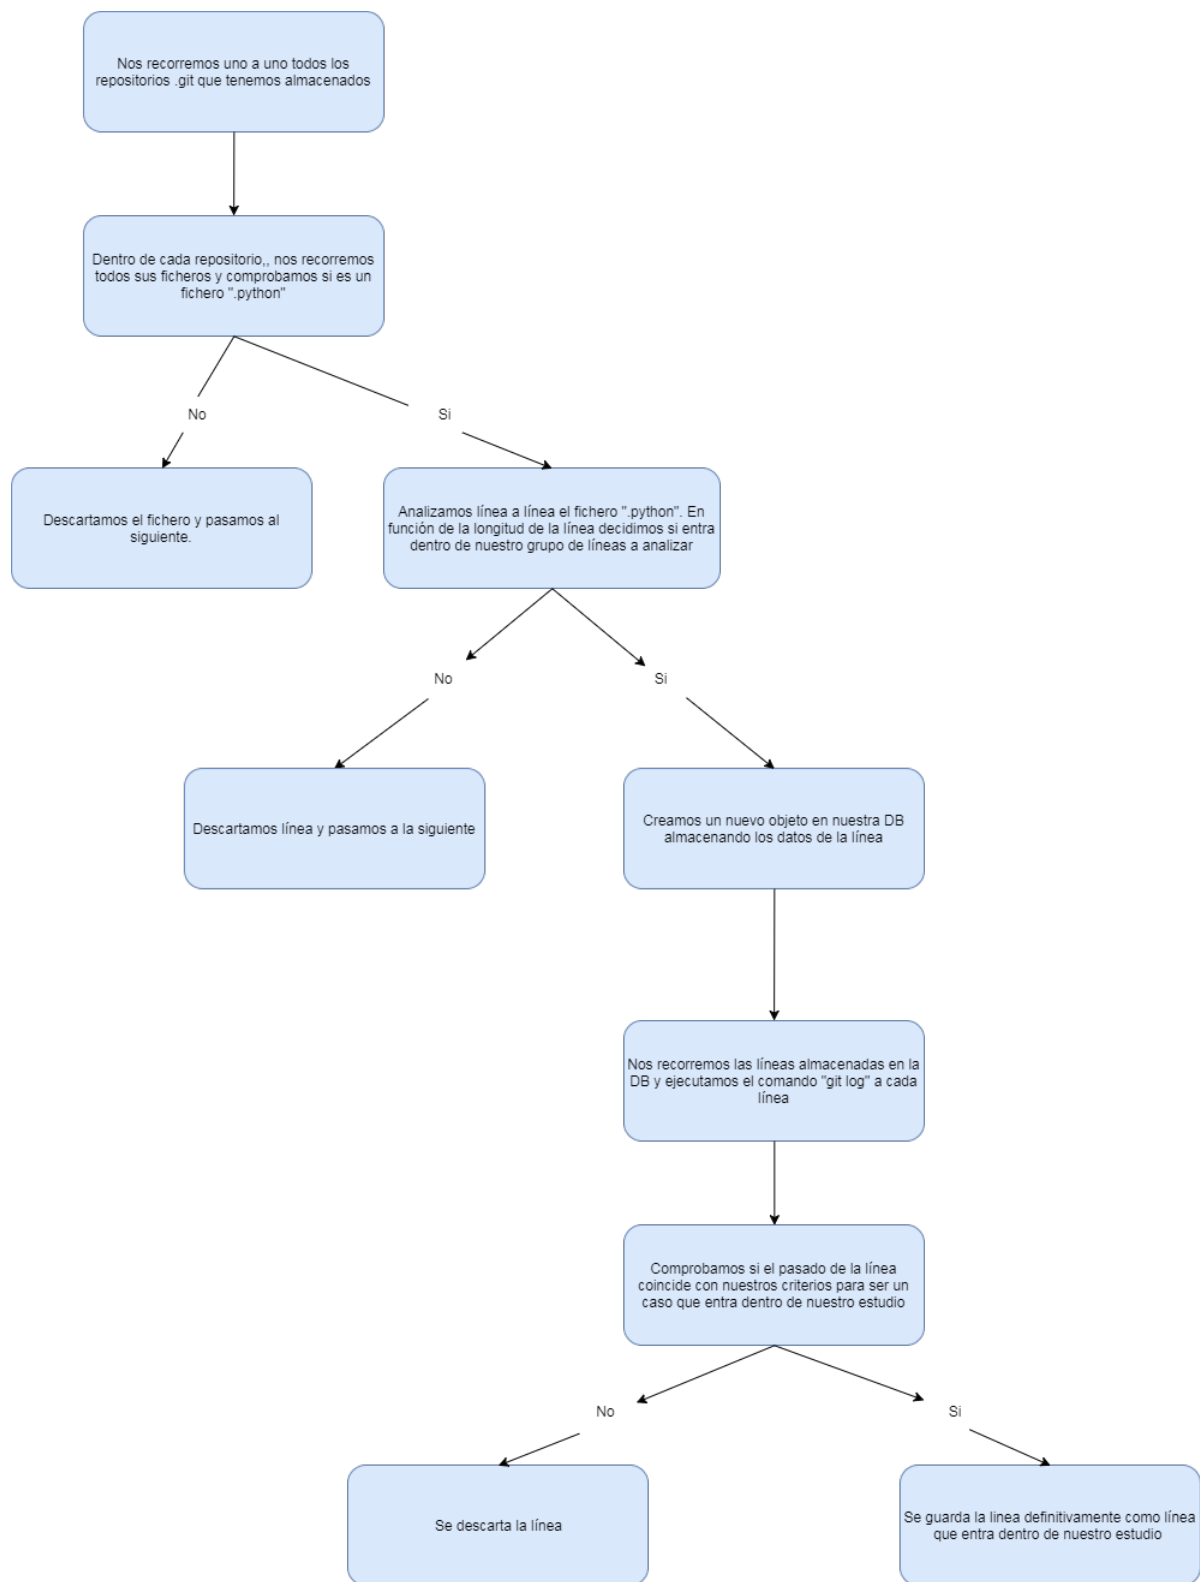 Nos recorremos uno a uno todos los
repositorios .git que tenemos almacenados
Dentro de cada repositorio,, nos recorremos
todos sus ficheros y comprobamos si es un
fichero ".python"
No
Si
Descartamos el fichero y pasamos al
siguiente.
Analizamos línea a línea el fichero ".python". En
función de la longitud de la línea decidimos si entra
dentro de nuestro grupo de líneas a analizar
No
Si
Descartamos línea y pasamos a la siguiente
Creamos un nuevo objeto en nuestra DB
almacenando los datos de la línea
Nos recorremos las líneas almacenadas en la
DB y ejecutamos el comando "git log" a cada
línea
Comprobamos si el pasado de la línea
coincide con nuestros criterios para ser un
caso que entra dentro de nuestro estudio
No
Si
Se descarta la línea
Se guarda la linea definitivamente como línea
que entra dentro de nuestro estudio